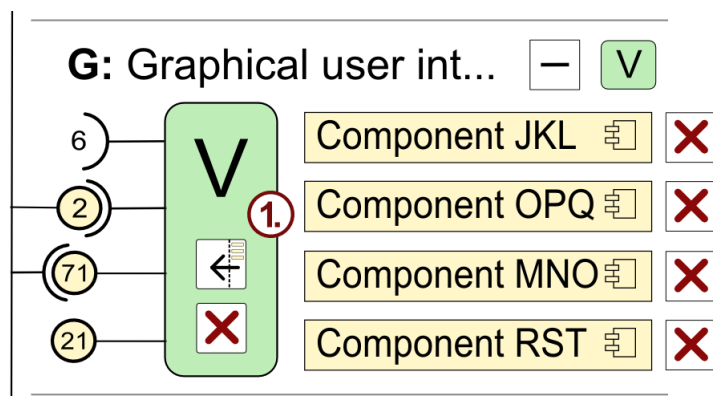 G: Graphical user int... – V
6 V Component JKL
2 1. Component OPQ
71 Component MNO
21 Component RST